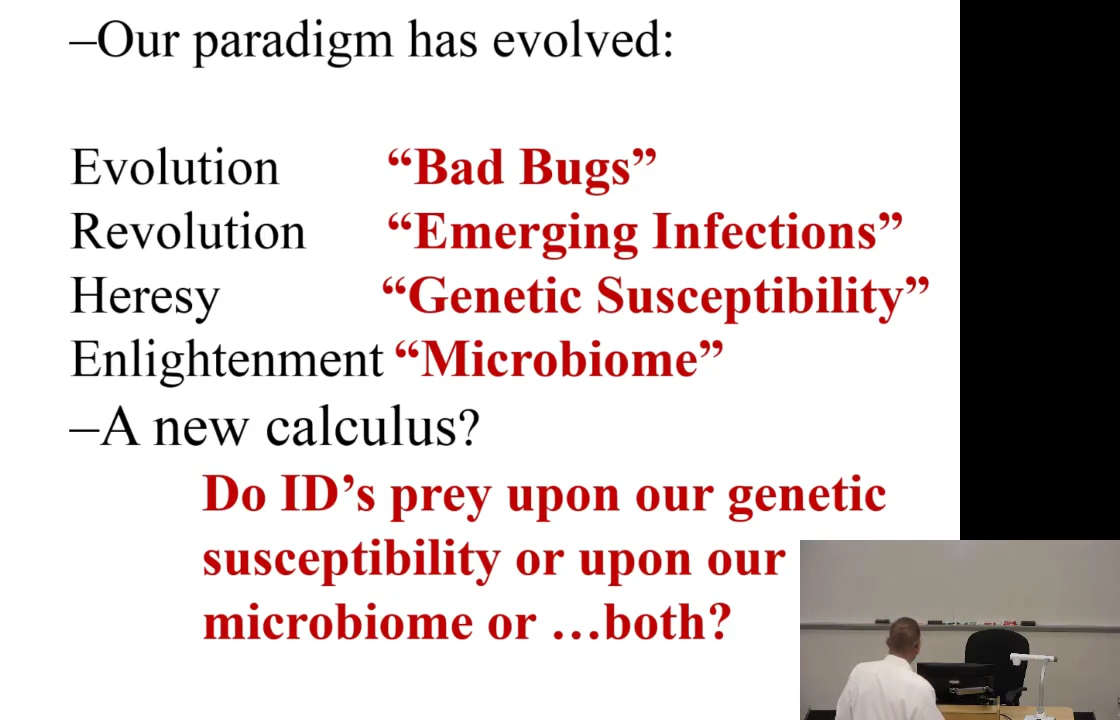 –Our paradigm has evolved:
Evolution “Bad Bugs”
Revolution “Emerging Infections”
Heresy “Genetic Susceptibility”
Enlightenment “Microbiome”
–A new calculus?
Do ID’s prey upon our genetic
susceptibility or upon our
microbiome or …both?